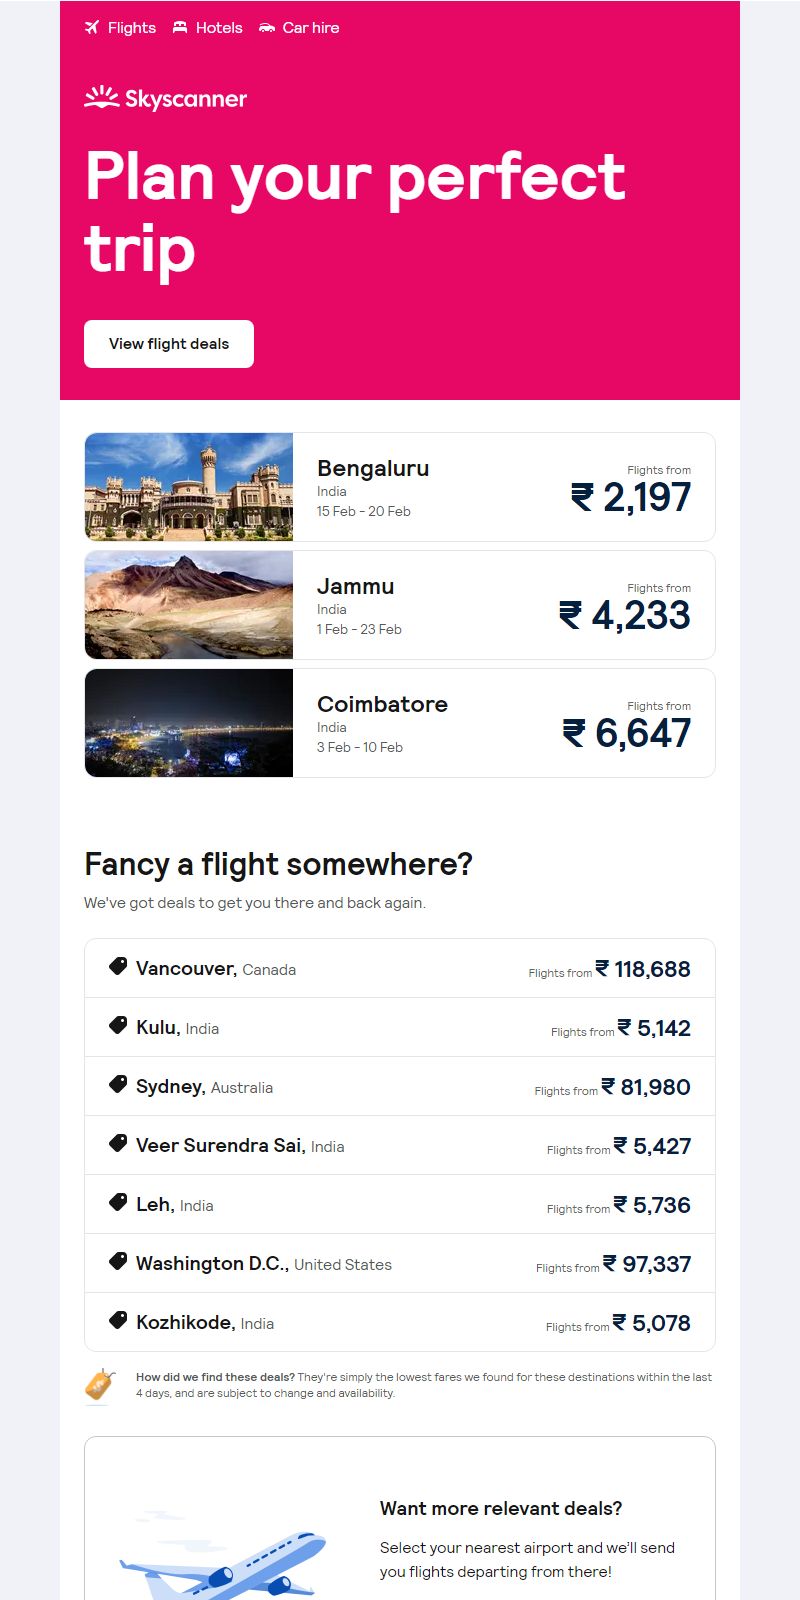 Flights Hotels Car hire
Skyscanner
Plan your perfect
trip
View flight deals
Bengaluru
India
15 Feb - 20 Feb
Flights from
₹ 2,197
Jammu
India
1 Feb - 23 Feb
Flights from
₹ 4,233
Coimbatore
India
3 Feb - 10 Feb
Flights from
₹ 6,647
Fancy a flight somewhere?
We've got deals to get you there and back again.
Vancouver, Canada Flights from ₹ 118,688
Kulu, India Flights from ₹ 5,142
Sydney, Australia Flights from ₹ 81,980
Veer Surendra Sai, India Flights from ₹ 5,427
Leh, India Flights from ₹ 5,736
Washington D.C., United States Flights from ₹ 97,337
Kozhikode, India Flights from ₹ 5,078
How did we find these deals? They're simply the lowest fares we found for these destinations within the last
4 days, and are subject to change and availability.
Want more relevant deals?
Select your nearest airport and we'll send
you flights departing from there!